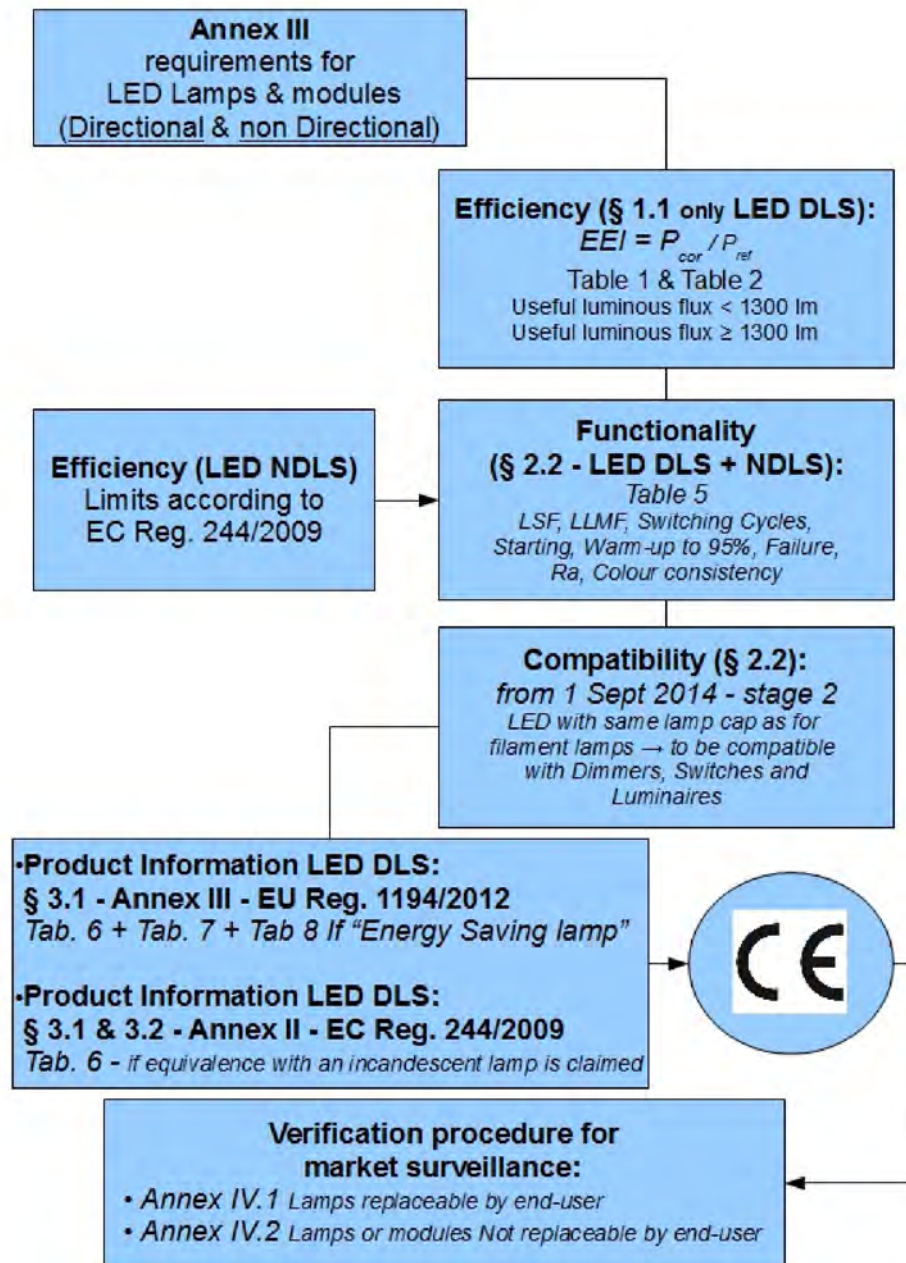 Annex III
requirements for
LED Lamps & modules
(Directional & non Directional)
Efficiency (§ 1.1 only LED DLS):
EEI = Pcor / Pref
Table 1 & Table 2
Useful luminous flux < 1300 lm
Useful luminous flux ≥ 1300 lm
Efficiency (LED NDLS)
Limits according to
EC Reg. 244/2009
Functionality
(§ 2.2 - LED DLS + NDLS):
Table 5
LSF, LLMF, Switching Cycles,
Starting, Warm-up to 95%, Failure,
Ra, Colour consistency
Compatibility (§ 2.2):
from 1 Sept 2014 - stage 2
LED with same lamp cap as for
filament lamps → to be compatible
with Dimmers, Switches and
Luminaires
•Product Information LED DLS:
§ 3.1 - Annex III - EU Reg. 1194/2012
Tab. 6 + Tab. 7 + Tab 8 If “Energy Saving lamp”
•Product Information LED DLS:
§ 3.1 & 3.2 - Annex II - EC Reg. 244/2009
Tab. 6 - if equivalence with an incandescent lamp is claimed
CE
Verification procedure for
market surveillance:
• Annex IV.1 Lamps replaceable by end-user
• Annex IV.2 Lamps or modules Not replaceable by end-user